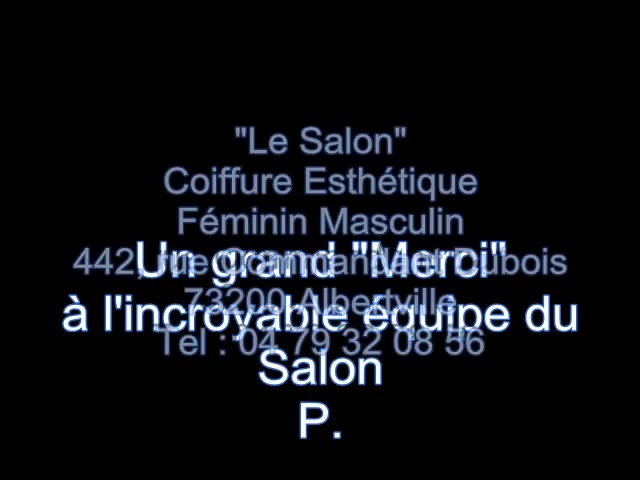 "Le Salon"
Coiffure Esthétique
Féminin Masculin
442, rue Commandant Dubois
Un grand "Merci"
73200 Albertville
à l'incroyable équipe du
Tel : 04 79 32 08 56
Salon
P.